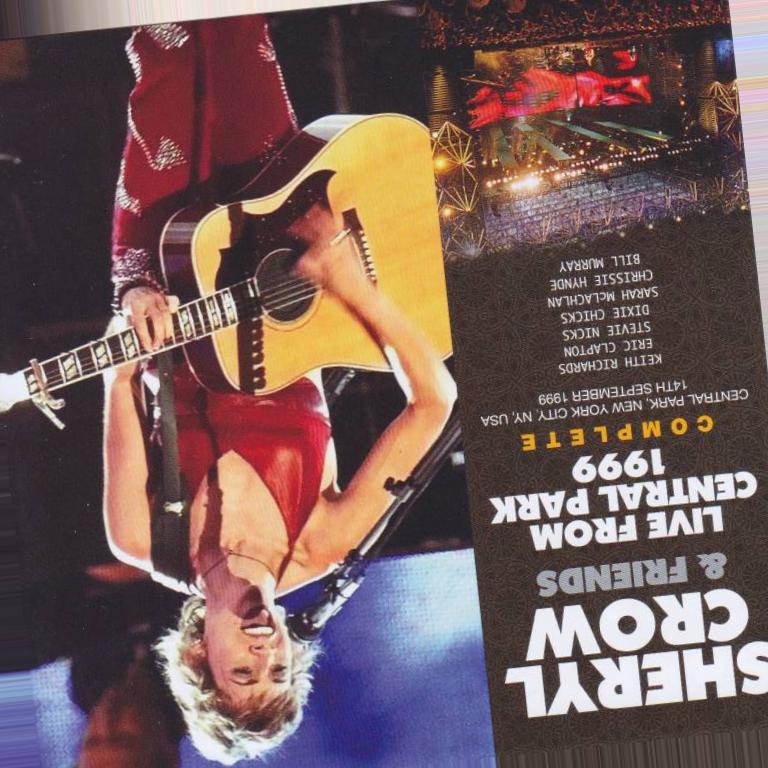 SHERYL
CROW
& FRIENDS
LIVE FROM
CENTRAL PARK
1999
COMPLETE
CENTRAL PARK, NEW YORK CITY, NY, USA
14TH SEPTEMBER 1999
KEITH RICHARDS
ERIC CLAPTON
STEVIE NICKS
DIXIE CHICKS
SARAH McLACHLAN
CHRISSIE HYNDE
BILL MURRAY